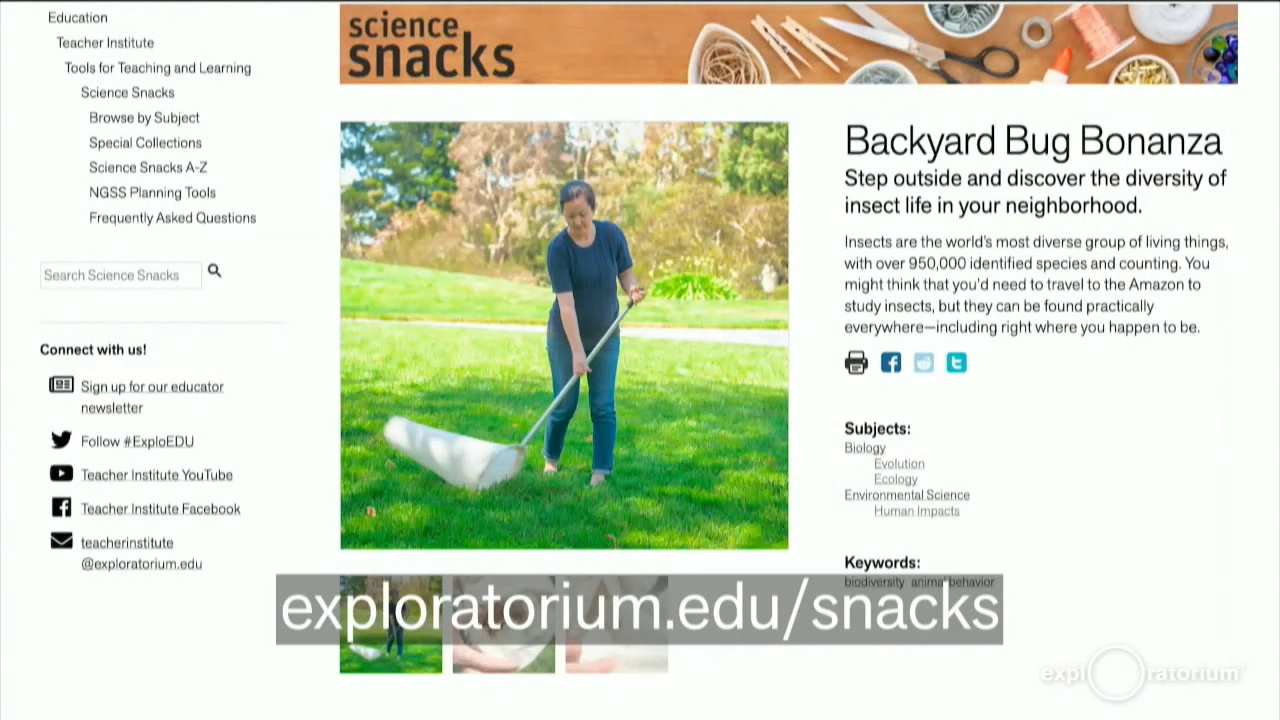 Education
Teacher Institute
Tools for Teaching and Learning
Science Snacks
Browse by Subject
Special Collections
Science Snacks A-Z
NGSS Planning Tools
Frequently Asked Questions
Search Science Snacks
Connect with us!
Sign up for our educator
newsletter
Follow #ExploEDU
Teacher Institute YouTube
Teacher Institute Facebook
teacherinstitute
@exploratorium.edu
science
snacks
Backyard Bug Bonanza
Step outside and discover the diversity of
insect life in your neighborhood.
Insects are the world's most diverse group of living things,
with over 950,000 identified species and counting. You
might think that you'd need to travel to the Amazon to
study insects, but they can be found practically
everywhere—including right where you happen to be.
Subjects:
Biology
Evolution
Ecology
Environmental Science
Human Impacts
Keywords:
biodiversity animal behavior
exploratorium.edu/snacks
exploratorium